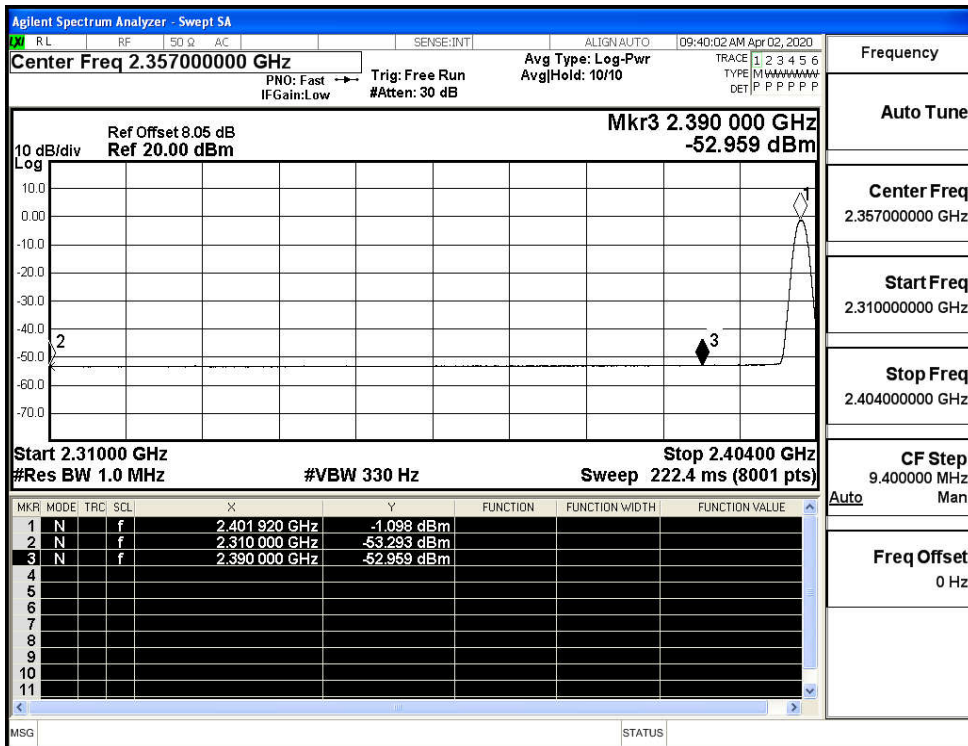 Agilent Spectrum Analyzer - Swept SA
LXI RL RF 50 Ω AC SENSE:INT ALIGN AUTO 09:40:02 AM Apr 02, 2020
Center Freq 2.357000000 GHz
PNO: Fast
IFGain:Low
Trig: Free Run
#Atten: 30 dB
Avg Type: Log-Pwr
Avg|Hold: 10/10
TRACE 1 2 3 4 5 6
TYPE M WWWWW
DET P P P P P P
Mkr3 2.390 000 GHz
-52.959 dBm
Ref Offset 8.05 dB
10 dB/div Ref 20.00 dBm
Log
10.0
0.00
-10.0
-20.0
-30.0
-40.0
-50.0
-60.0
-70.0
1
2
3
Start 2.31000 GHz Stop 2.40400 GHz
#Res BW 1.0 MHz #VBW 330 Hz Sweep 222.4 ms (8001 pts)
MKR MODE TRC SCL X Y FUNCTION FUNCTION WIDTH FUNCTION VALUE
1 N f 2.401 920 GHz -1.098 dBm
2 N f 2.310 000 GHz -53.293 dBm
3 N f 2.390 000 GHz -52.959 dBm
4
5
6
7
8
9
10
11
MSG STATUS
Frequency
Auto Tune
Center Freq
2.357000000 GHz
Start Freq
2.310000000 GHz
Stop Freq
2.404000000 GHz
CF Step
9.400000 MHz
Auto Man
Freq Offset
0 Hz